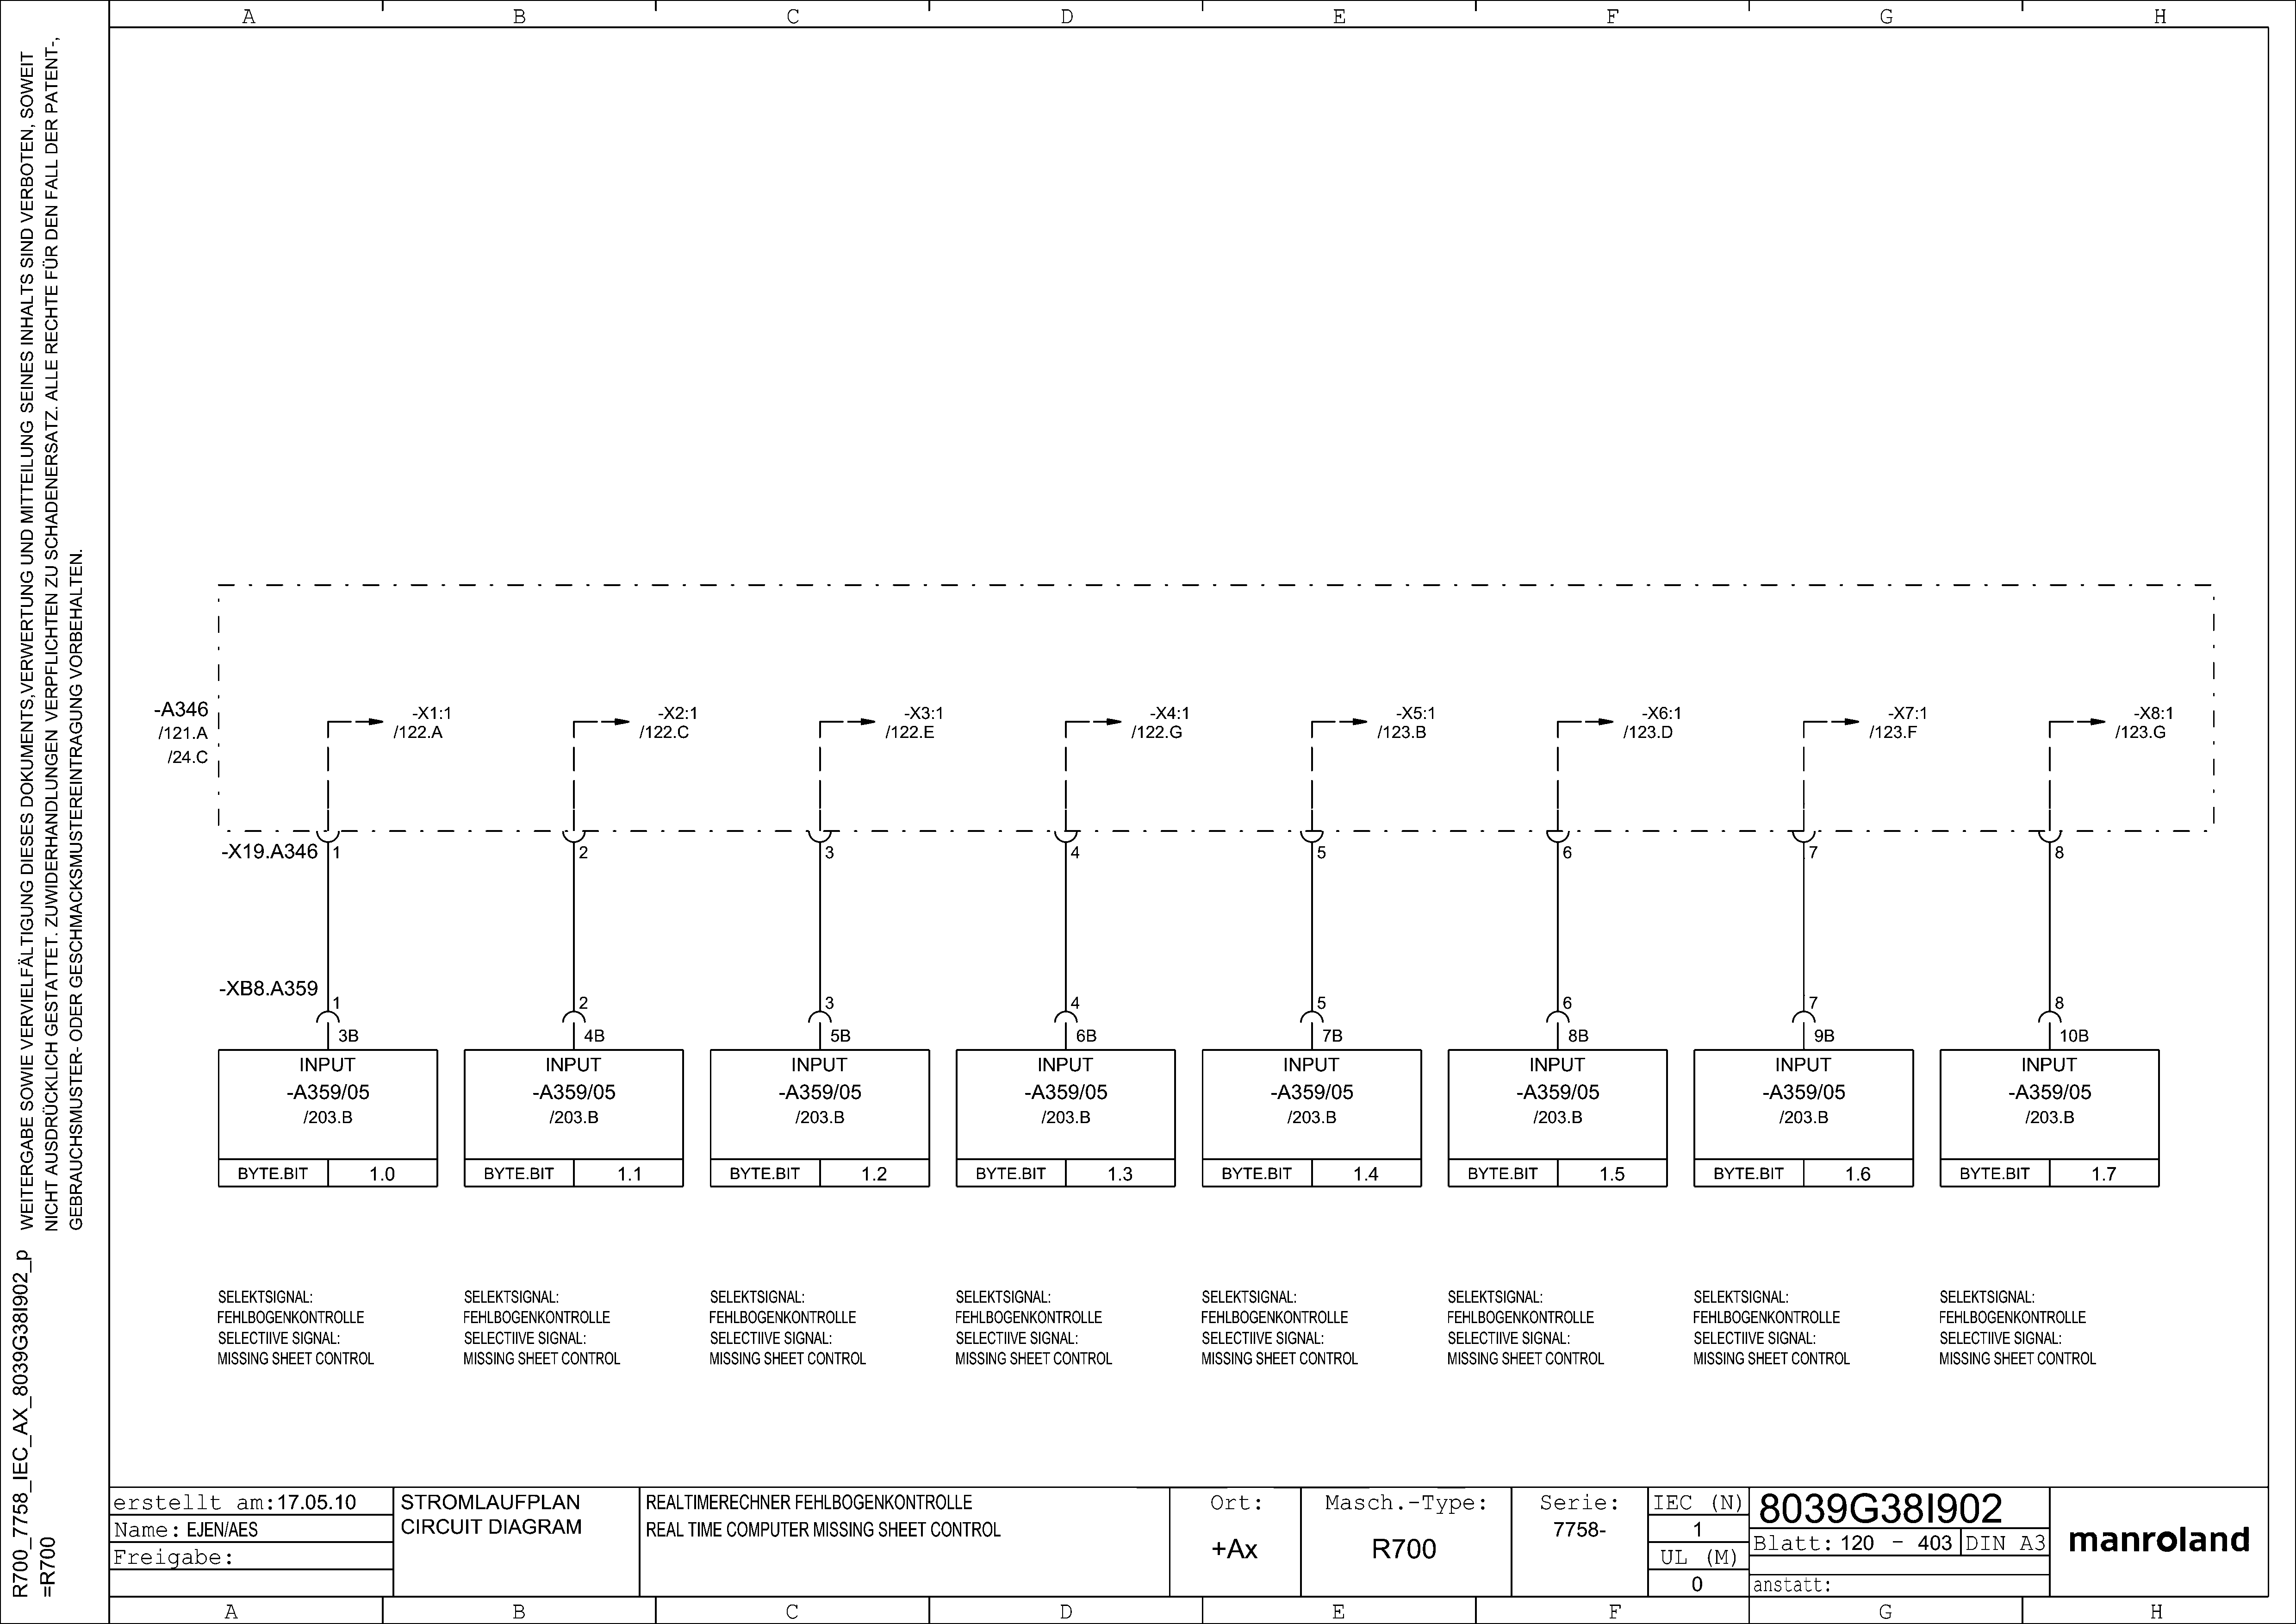 A B C D E F G H
WEITERGABE SOWIE VERVIELFÄLTIGUNG DIESES DOKUMENTS,VERWERTUNG UND MITTEILUNG SEINES INHALTS SIND VERBOTEN, SOWEIT
NICHT AUSDRÜCKLICH GESTATTET. ZUWIDERHANDLUNGEN VERPFLICHTEN ZU SCHADENERSATZ. ALLE RECHTE FÜR DEN FALL DER PATENT-,
GEBRAUCHSMUSTER- ODER GESCHMACKSMUSTEREINTRAGUNG VORBEHALTEN.
R700_7758_IEC_AX_8039G38I902_p
=R700
-A346
/121.A
/24.C
-X1:1 -X2:1 -X3:1 -X4:1 -X5:1 -X6:1 -X7:1 -X8:1
/122.A /122.C /122.E /122.G /123.B /123.D /123.F /123.G
-X19.A346 1 2 3 4 5 6 7 8
-XB8.A359 1 2 3 4 5 6 7 8
3B 4B 5B 6B 7B 8B 9B 10B
INPUT INPUT INPUT INPUT INPUT INPUT INPUT INPUT
-A359/05 -A359/05 -A359/05 -A359/05 -A359/05 -A359/05 -A359/05 -A359/05
/203.B /203.B /203.B /203.B /203.B /203.B /203.B /203.B
BYTE.BIT 1.0 BYTE.BIT 1.1 BYTE.BIT 1.2 BYTE.BIT 1.3 BYTE.BIT 1.4 BYTE.BIT 1.5 BYTE.BIT 1.6 BYTE.BIT 1.7
SELEKTSIGNAL: SELEKTSIGNAL: SELEKTSIGNAL: SELEKTSIGNAL: SELEKTSIGNAL: SELEKTSIGNAL: SELEKTSIGNAL: SELEKTSIGNAL:
FEHLBOGENKONTROLLE FEHLBOGENKONTROLLE FEHLBOGENKONTROLLE FEHLBOGENKONTROLLE FEHLBOGENKONTROLLE FEHLBOGENKONTROLLE FEHLBOGENKONTROLLE FEHLBOGENKONTROLLE
SELECTIIVE SIGNAL: SELECTIIVE SIGNAL: SELECTIIVE SIGNAL: SELECTIIVE SIGNAL: SELECTIIVE SIGNAL: SELECTIIVE SIGNAL: SELECTIIVE SIGNAL: SELECTIIVE SIGNAL:
MISSING SHEET CONTROL MISSING SHEET CONTROL MISSING SHEET CONTROL MISSING SHEET CONTROL MISSING SHEET CONTROL MISSING SHEET CONTROL MISSING SHEET CONTROL MISSING SHEET CONTROL
erstellt am:17.05.10
Name: EJEN/AES
Freigabe:
STROMLAUFPLAN
CIRCUIT DIAGRAM
REALTIMERECHNER FEHLBOGENKONTROLLE
REAL TIME COMPUTER MISSING SHEET CONTROL
Ort:
+Ax
Masch.-Type:
R700
Serie:
7758-
IEC (N)
1
UL (M)
0
8039G38I902
Blatt: 120 - 403 DIN A3
anstatt:
manroland
A B C D E F G H